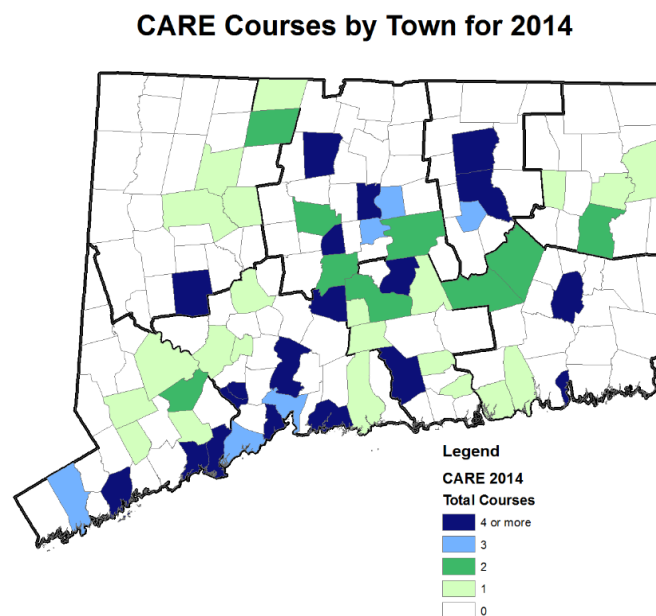 CARE Courses by Town for 2014
Legend
CARE 2014
Total Courses
4 or more
3
2
1
0